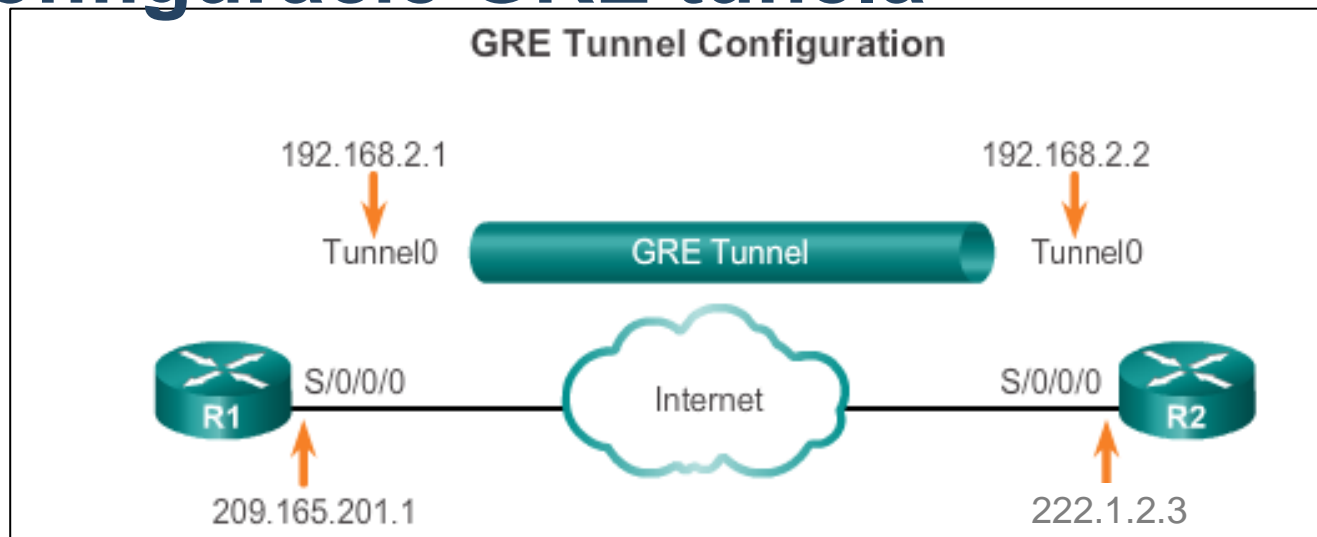 GRE Tunnel Configuration
192.168.2.1
192.168.2.2
Tunnel0
GRE Tunnel
Tunnel0
S/0/0/0
Internet
S/0/0/0
R1
R2
209.165.201.1
222.1.2.3